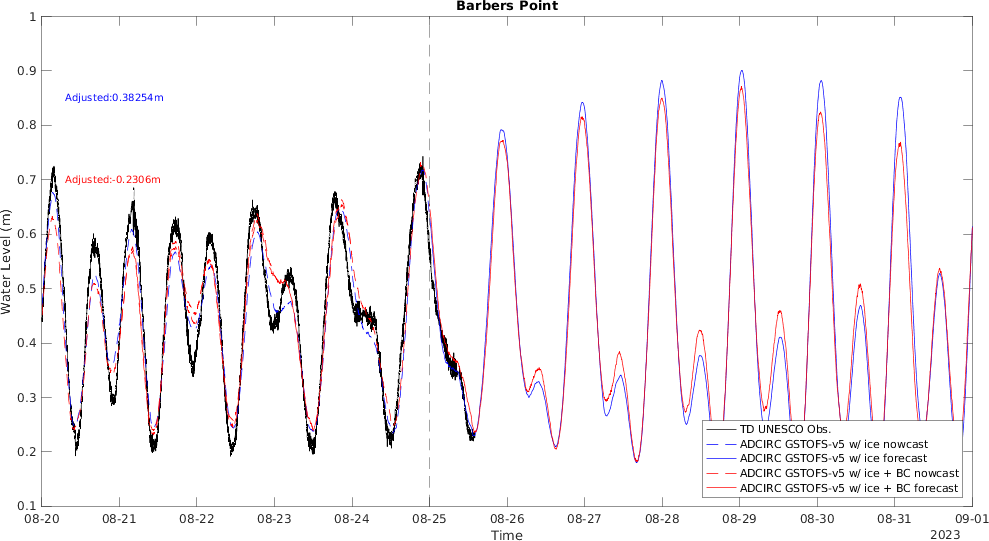 Barbers Point
Water Level (m)
1
0.9
0.8
0.7
0.6
0.5
0.4
0.3
0.2
0.1
Adjusted:0.38254m
Adjusted:-0.2306m
TD UNESCO Obs.
ADCIRC GSTOFS-v5 w/ ice nowcast
ADCIRC GSTOFS-v5 w/ ice forecast
ADCIRC GSTOFS-v5 w/ ice + BC nowcast
ADCIRC GSTOFS-v5 w/ ice + BC forecast
08-20 08-21 08-22 08-23 08-24 08-25 08-26 08-27 08-28 08-29 08-30 08-31 09-01
Time
2023